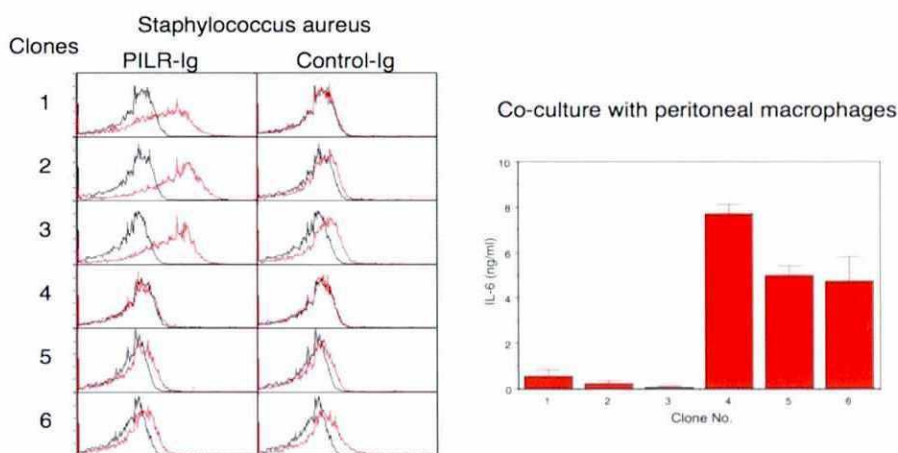 Staphylococcus aureus
Clones
PILR-Ig Control-Ig
1
2
3
4
5
6
Co-culture with peritoneal macrophages
10
8
6
4
2
0
IL-6 (ng/ml)
1 2 3 4 5 6
Clone No.